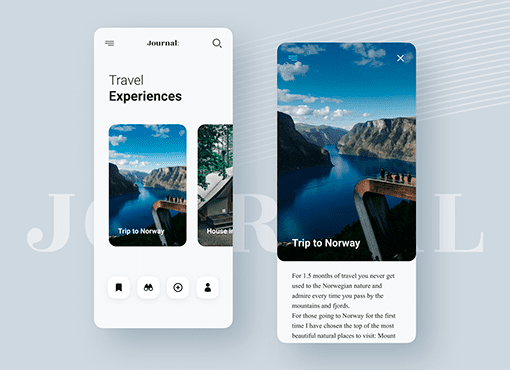 Journal:
Travel
Experiences
Trip to Norway
House in
JOURNAL
Trip to Norway
For 1.5 months of travel you never get
used to the Norwegian nature and
admire every time you pass by the
mountains and fjords.
For those going to Norway for the first
time I have chosen the top of the most
beautiful natural places to visit: Mount